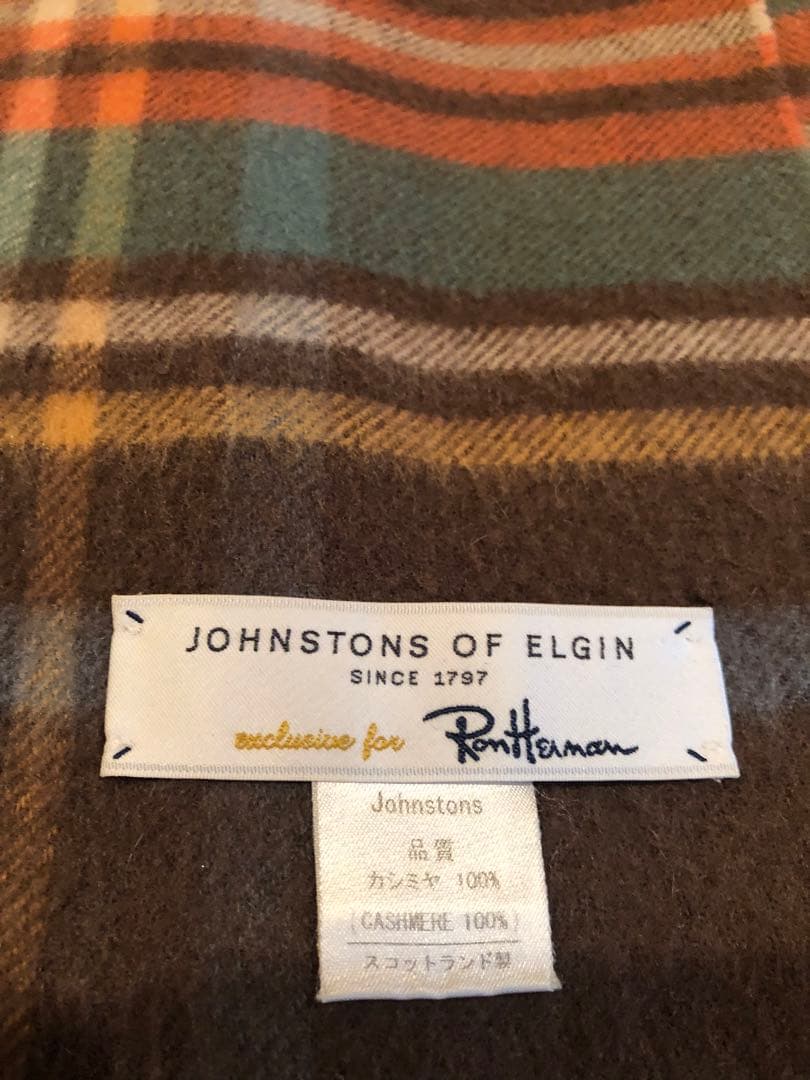 JOHNSTONS OF ELGIN
SINCE 1797
exclusive for RonHerman
Johnstons
品質
カシミヤ 100%
(CASHMERE 100%)
スコットランド製